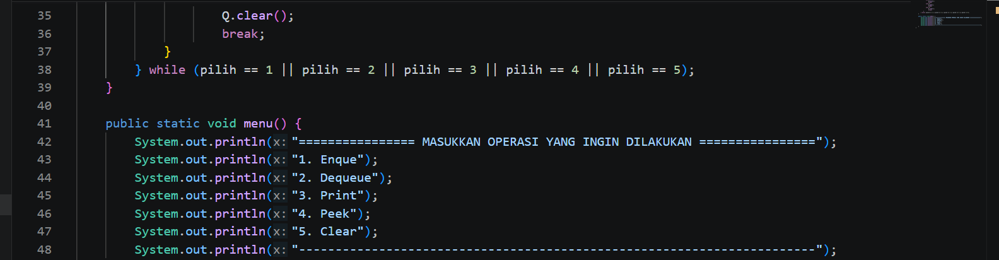 35 Q.clear();
36 break;
37 }
38 } while (pilih == 1 || pilih == 2 || pilih == 3 || pilih == 4 || pilih == 5);
39 }
40
41 public static void menu() {
42 System.out.println(x: "================ MASUKKAN OPERASI YANG INGIN DILAKUKAN ================");
43 System.out.println(x: "1. Enque");
44 System.out.println(x: "2. Dequeue");
45 System.out.println(x: "3. Print");
46 System.out.println(x: "4. Peek");
47 System.out.println(x: "5. Clear");
48 System.out.println(x: "-----------------------------------------------------------------------");